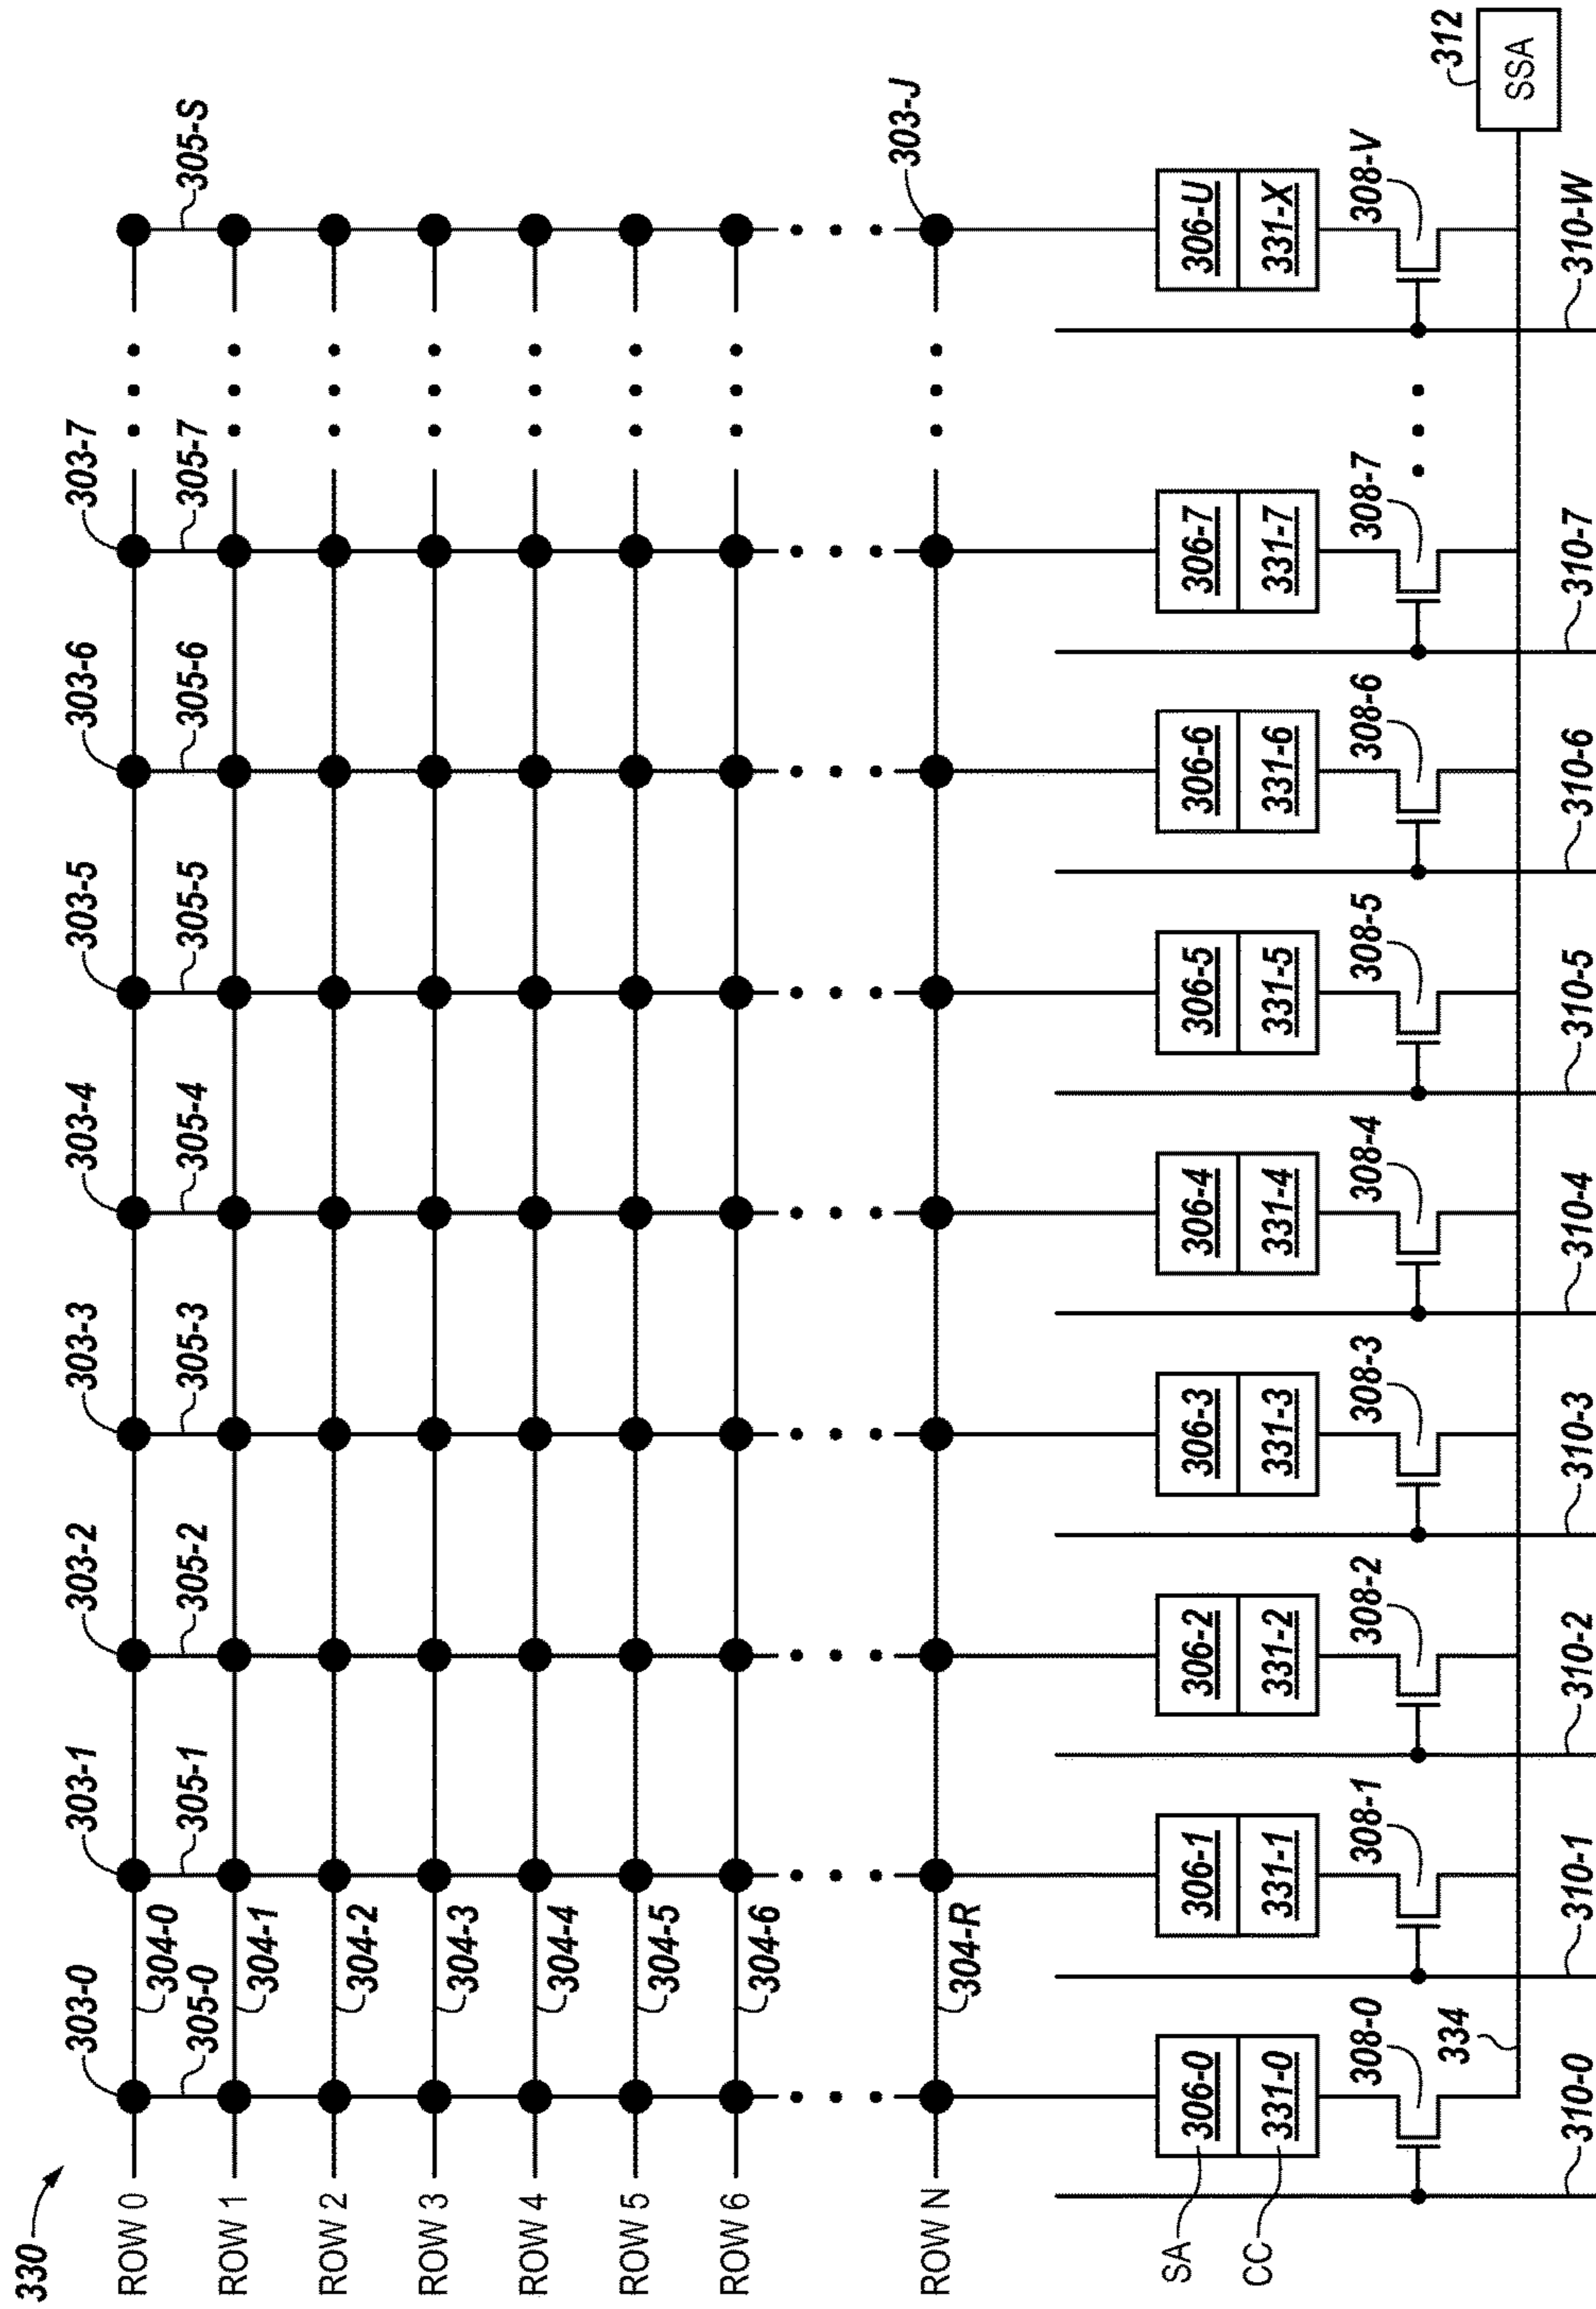 330
303-0 303-1 303-2 303-3 303-4 303-5 303-6 303-7
305-0 305-1 305-2 305-3 305-4 305-5 305-6 305-7 305-S
ROW 0 304-0
ROW 1 304-1
ROW 2 304-2
ROW 3 304-3
ROW 4 304-4
ROW 5 304-5
ROW 6 304-6
303-J
ROW N 304-R
SA 306-0 306-1 306-2 306-3 306-4 306-5 306-6 306-7 306-U
CC 331-0 331-1 331-2 331-3 331-4 331-5 331-6 331-7 331-X
308-0 308-1 308-2 308-3 308-4 308-5 308-6 308-7 308-V
334 312
SSA
310-0 310-1 310-2 310-3 310-4 310-5 310-6 310-7 310-W